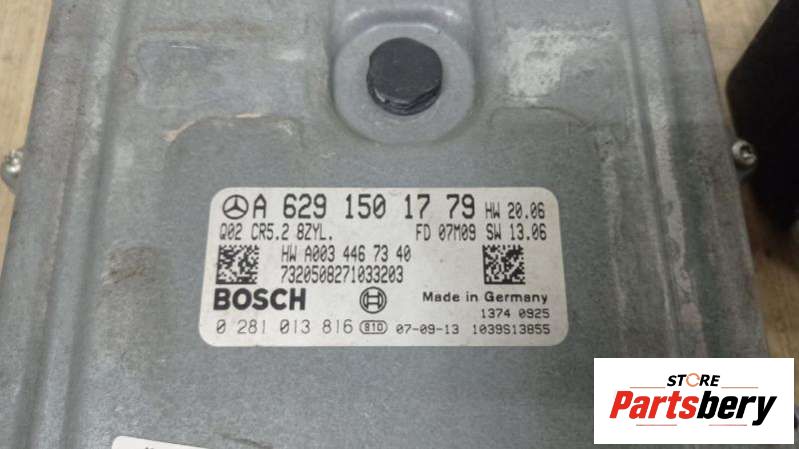 A 629 150 17 79 HW 20.06
Q02 CR5.2 8ZYL. FD 07M09 SW 13.06
HW A003 446 73 40
7320508271033203
BOSCH Made in Germany
1374 0925
0 281 013 816 810 07-09-13 1039S13855
STORE
Partsbery